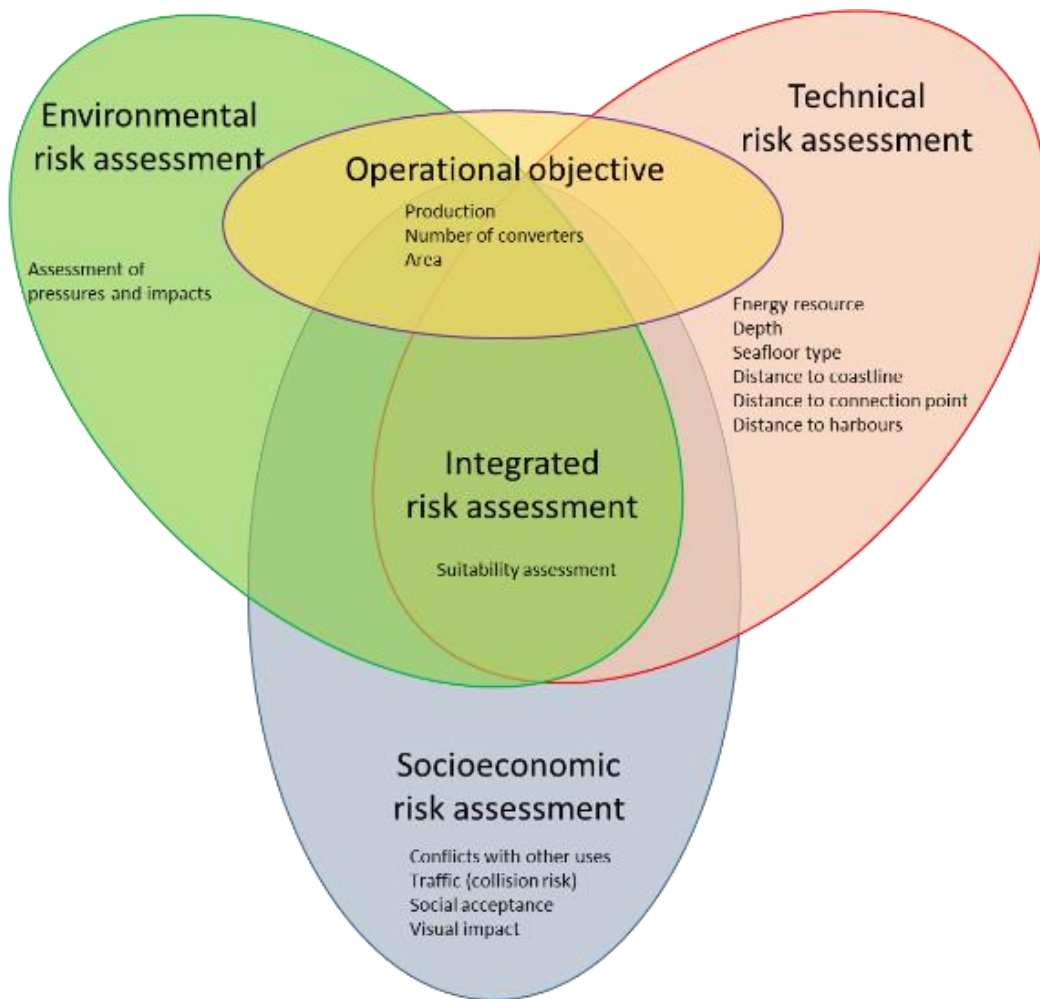 Environmental
risk assessment
Assessment of
pressures and impacts
Operational objective
Production
Number of converters
Area
Technical
risk assessment
Energy resource
Depth
Seafloor type
Distance to coastline
Distance to connection point
Distance to harbours
Integrated
risk assessment
Suitability assessment
Socioeconomic
risk assessment
Conflicts with other uses
Traffic (collision risk)
Social acceptance
Visual impact